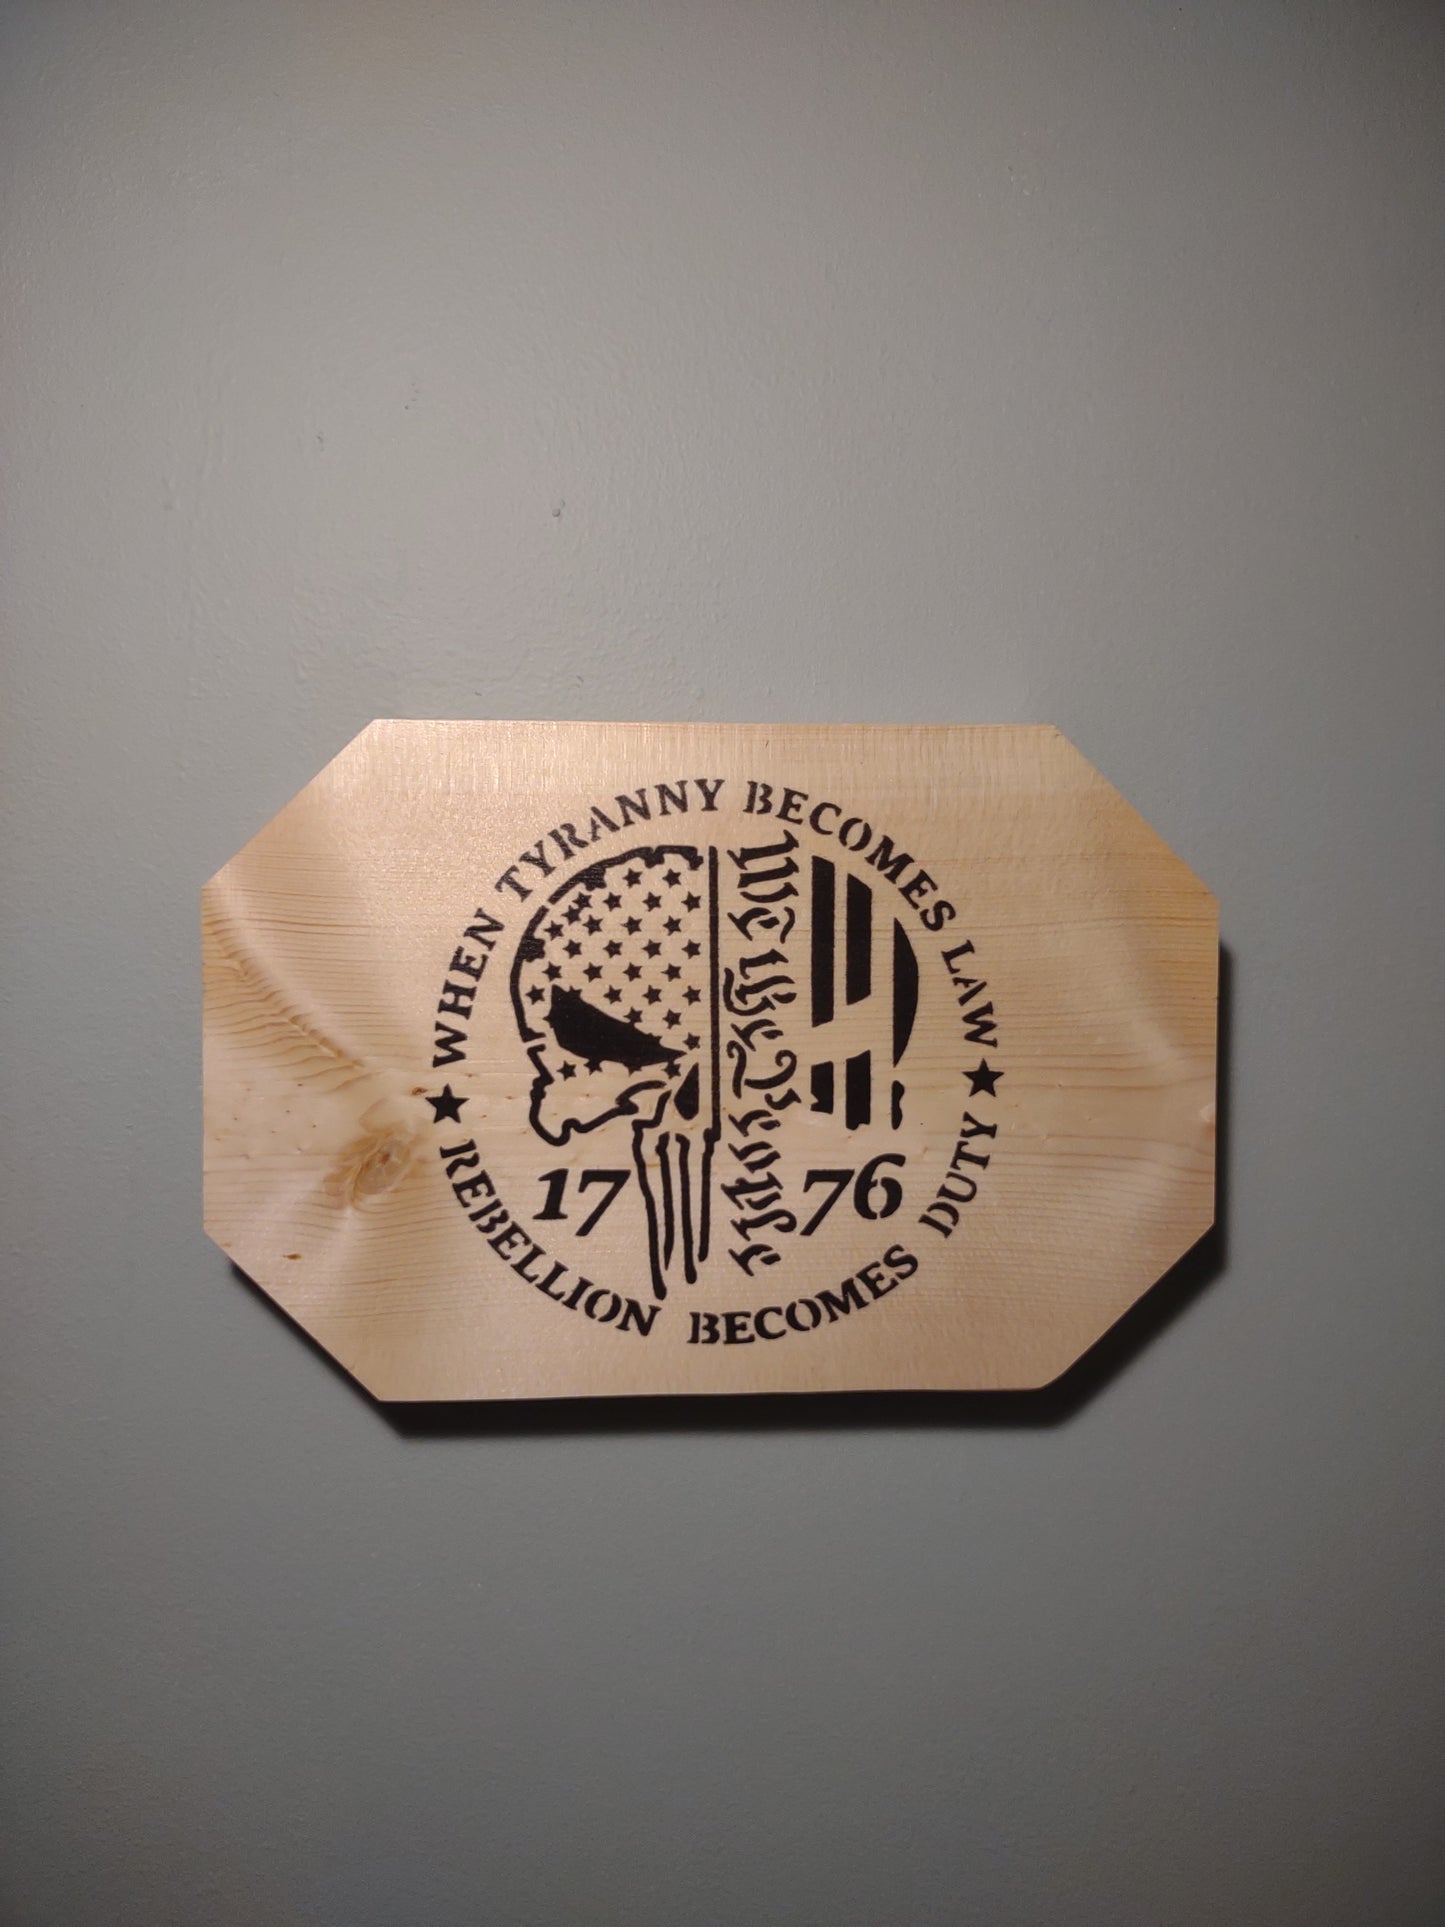 WHEN TYRANNY BECOMES LAW
We The People
17 76
REBELLION BECOMES DUTY